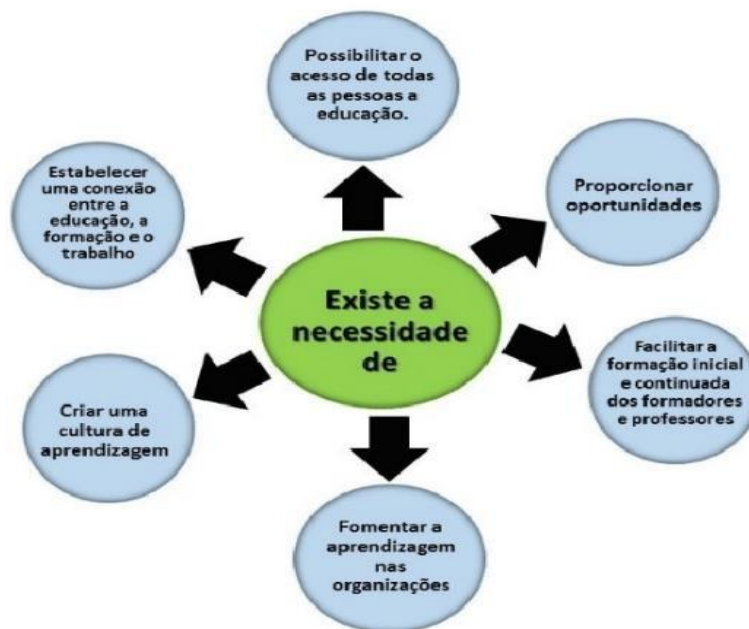 Possibilitar o
acesso de todas
as pessoas a
educação.
Estabelecer
uma conexão
entre a
educação, a
formação e o
trabalho
Proporcionar
oportunidades
Existe a
necessidade
de
Facilitar a
formação inicial
e continuada
dos formadores
e professores
Criar uma
cultura de
aprendizagem
Fomentar a
aprendizagem
nas
organizações